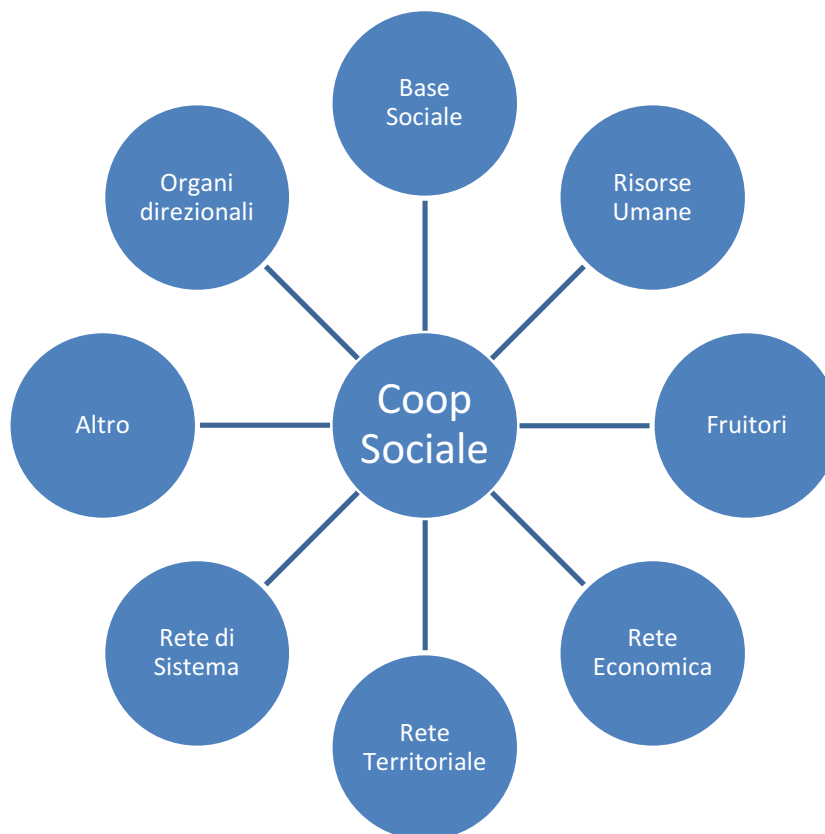 Base
Sociale
Organi
direzionali
Risorse
Umane
Altro
Coop
Sociale
Fruitori
Rete di
Sistema
Rete
Economica
Rete
Territoriale